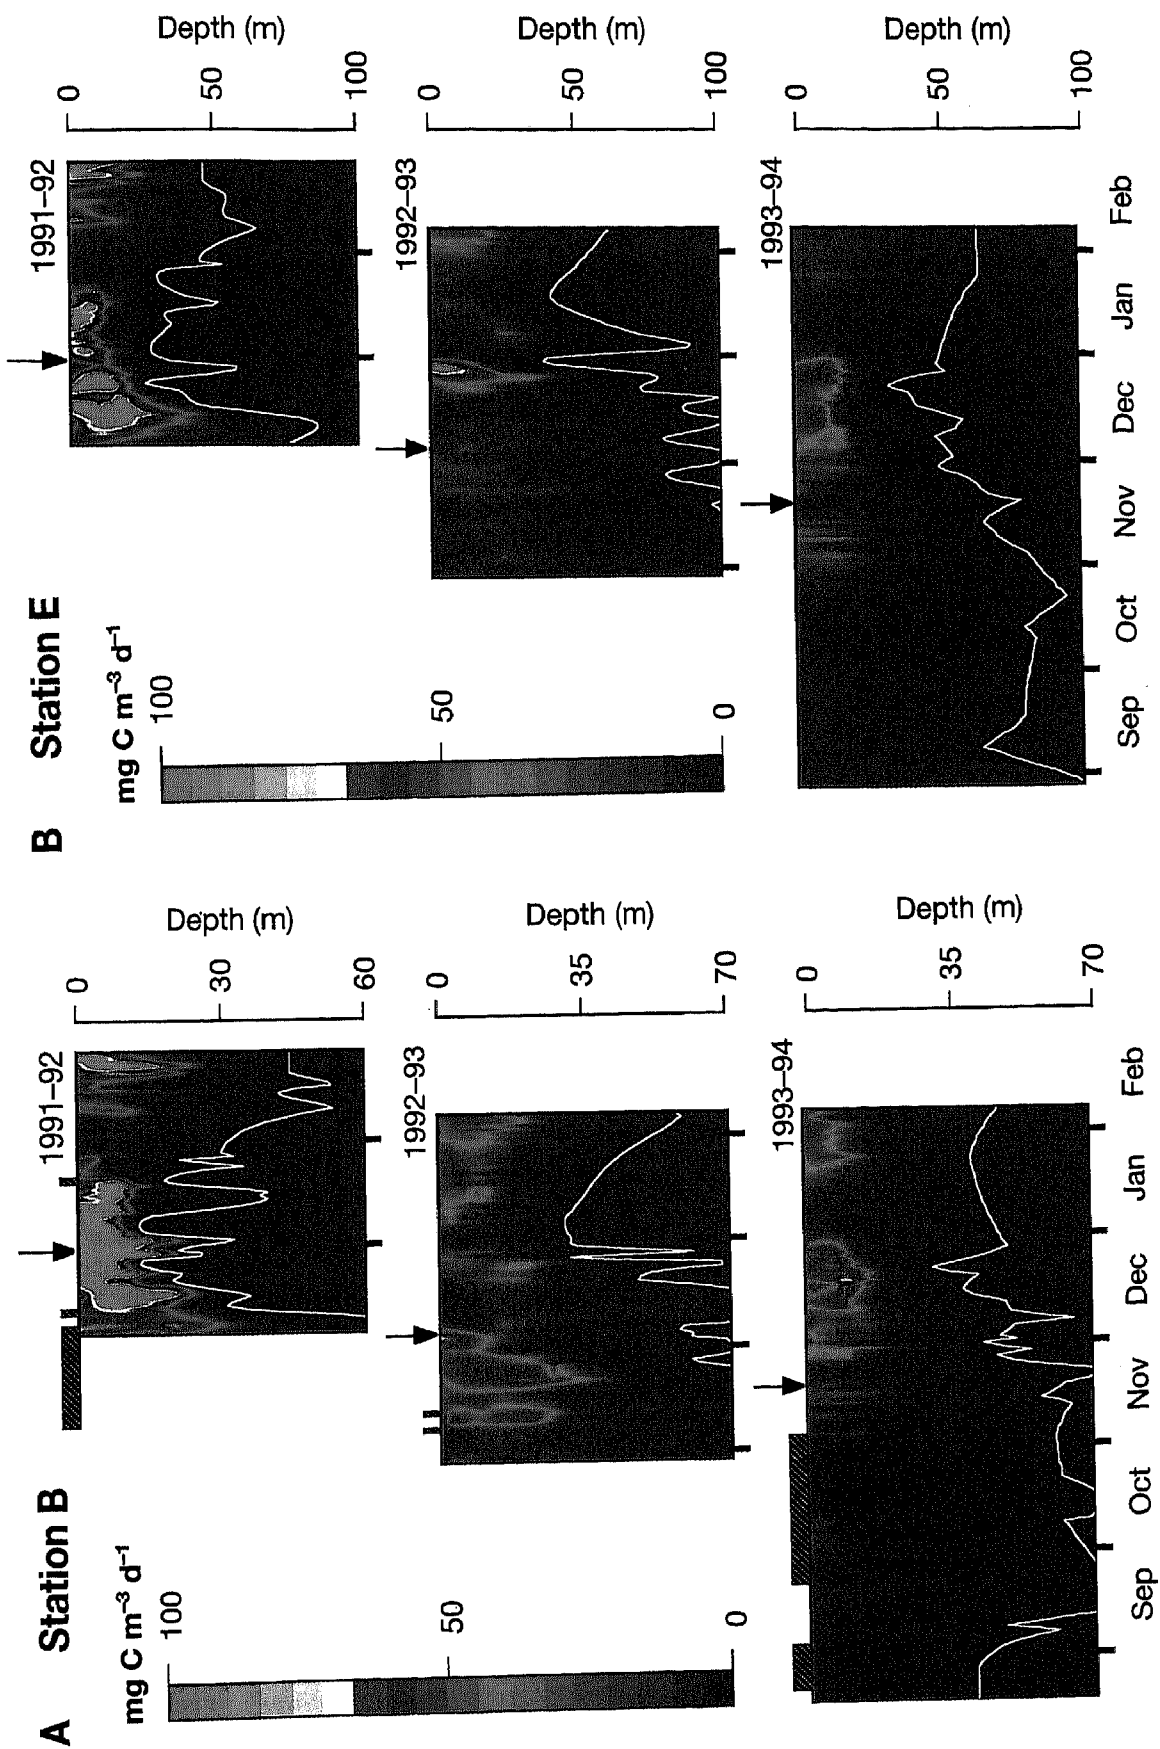 A Station B
mg C m⁻³ d⁻¹
100
50
0
1991–92
0
30
60
Depth (m)
1992–93
0
35
70
Depth (m)
1993–94
0
35
70
Depth (m)
Sep Oct Nov Dec Jan Feb
B Station E
mg C m⁻³ d⁻¹
100
50
0
1991–92
0
50
100
Depth (m)
1992–93
0
50
100
Depth (m)
1993–94
0
50
100
Depth (m)
Sep Oct Nov Dec Jan Feb